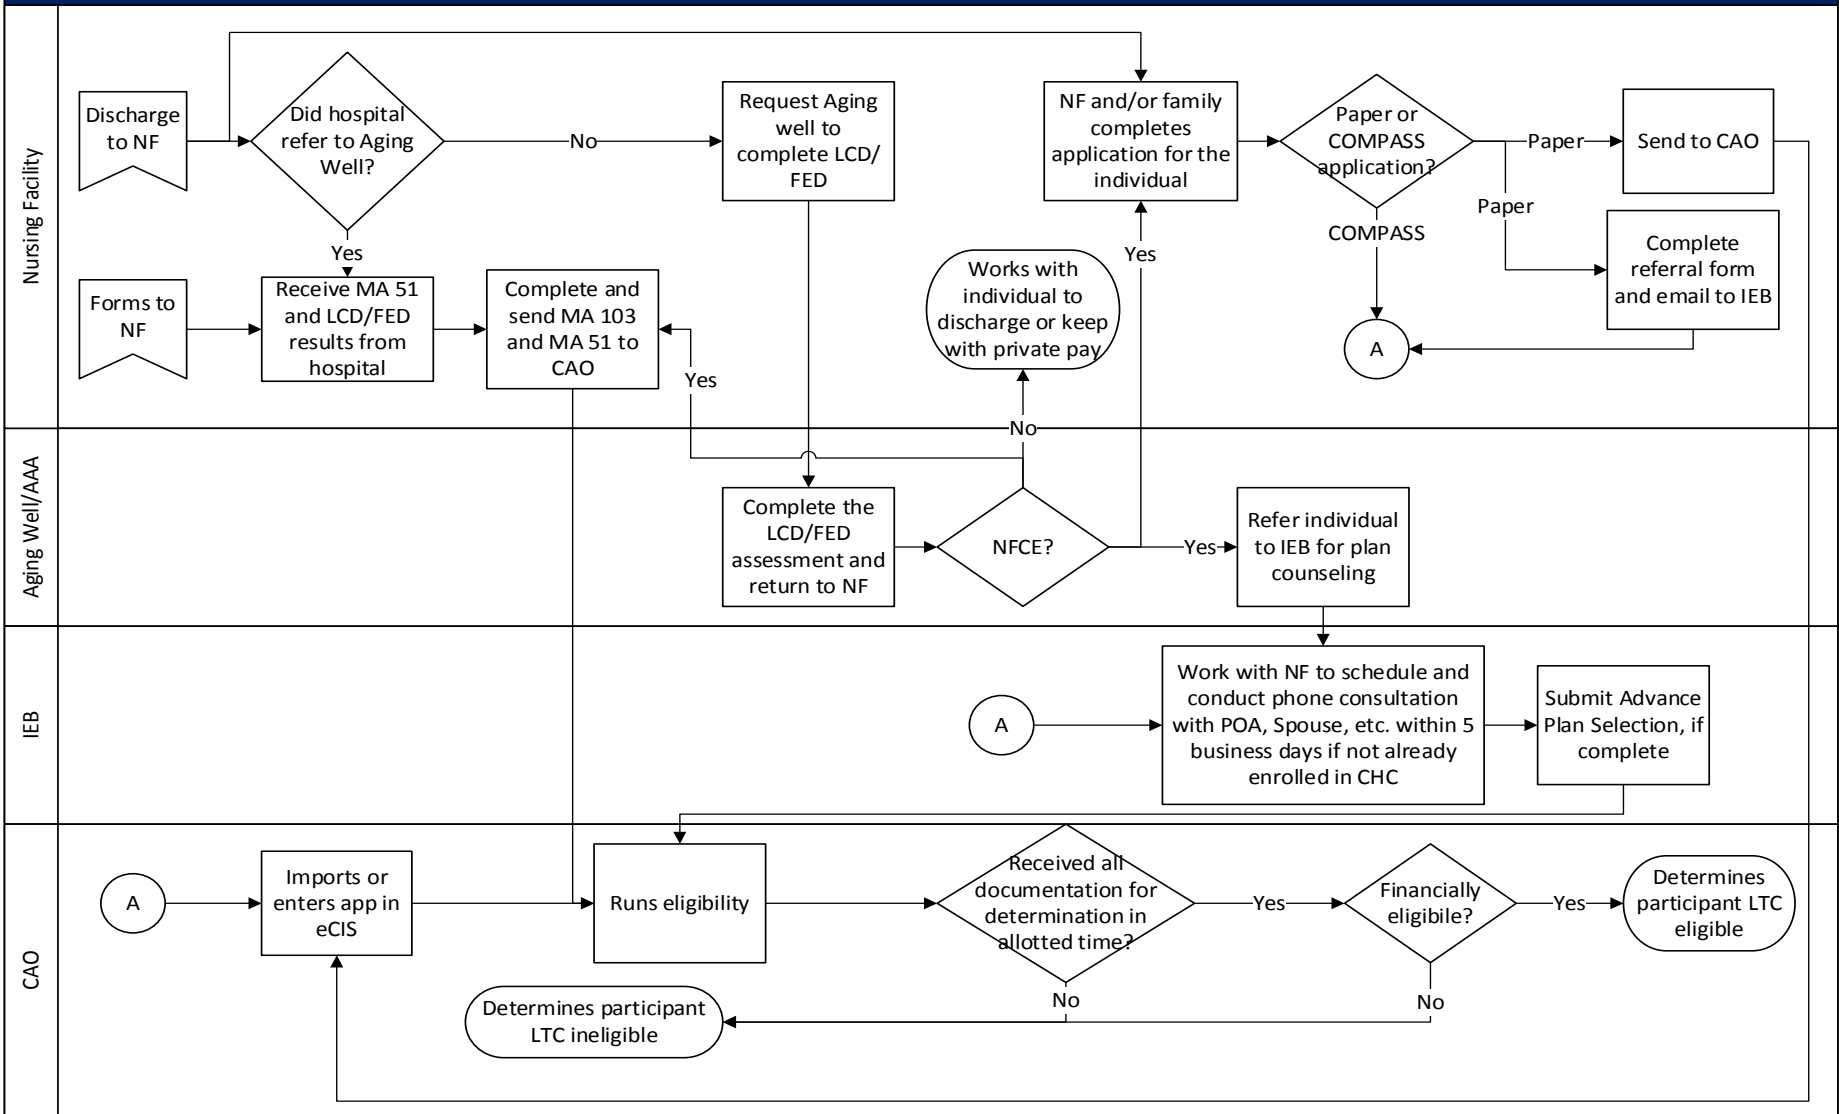 Nursing Facility
Discharge
to NF
Did hospital
refer to Aging
Well?
No
Request Aging
well to
complete LCD/
FED
NF and/or family
completes
application for the
individual
Paper or
COMPASS
application?
Paper
Send to CAO
Paper
COMPASS
Complete
referral form
and email to IEB
A
Yes
Forms to
NF
Receive MA 51
and LCD/FED
results from
hospital
Complete and
send MA 103
and MA 51 to
CAO
Yes
Works with
individual to
discharge or keep
with private pay
Yes
No
Aging Well/AAA
Complete the
LCD/FED
assessment and
return to NF
NFCE?
Yes
Refer individual
to IEB for plan
counseling
IEB
A
Work with NF to schedule and
conduct phone consultation
with POA, Spouse, etc. within 5
business days if not already
enrolled in CHC
Submit Advance
Plan Selection, if
complete
CAO
A
Imports or
enters app in
eCIS
Runs eligibility
Received all
documentation for
determination in
allotted time?
Yes
Financially
eligibile?
Yes
Determines
participant LTC
eligible
No
No
Determines participant
LTC ineligible